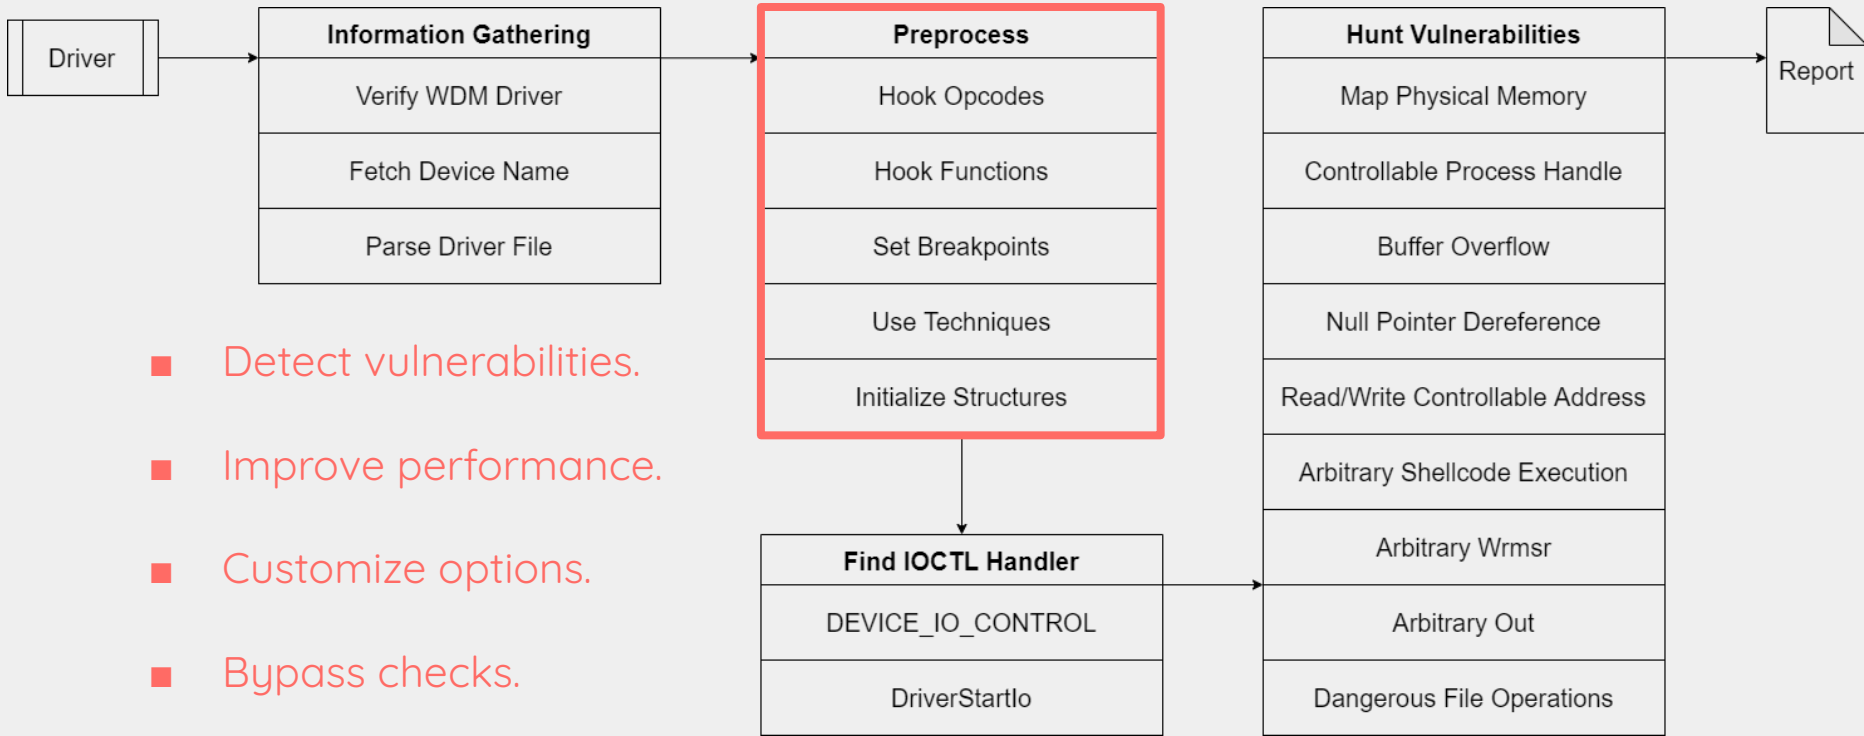 Driver
Information Gathering
Verify WDM Driver
Fetch Device Name
Parse Driver File
Preprocess
Hook Opcodes
Hook Functions
Set Breakpoints
Use Techniques
Initialize Structures
Find IOCTL Handler
DEVICE_IO_CONTROL
DriverStartIo
Hunt Vulnerabilities
Map Physical Memory
Controllable Process Handle
Buffer Overflow
Null Pointer Dereference
Read/Write Controllable Address
Arbitrary Shellcode Execution
Arbitrary Wrmsr
Arbitrary Out
Dangerous File Operations
Report
■ Detect vulnerabilities.
■ Improve performance.
■ Customize options.
■ Bypass checks.